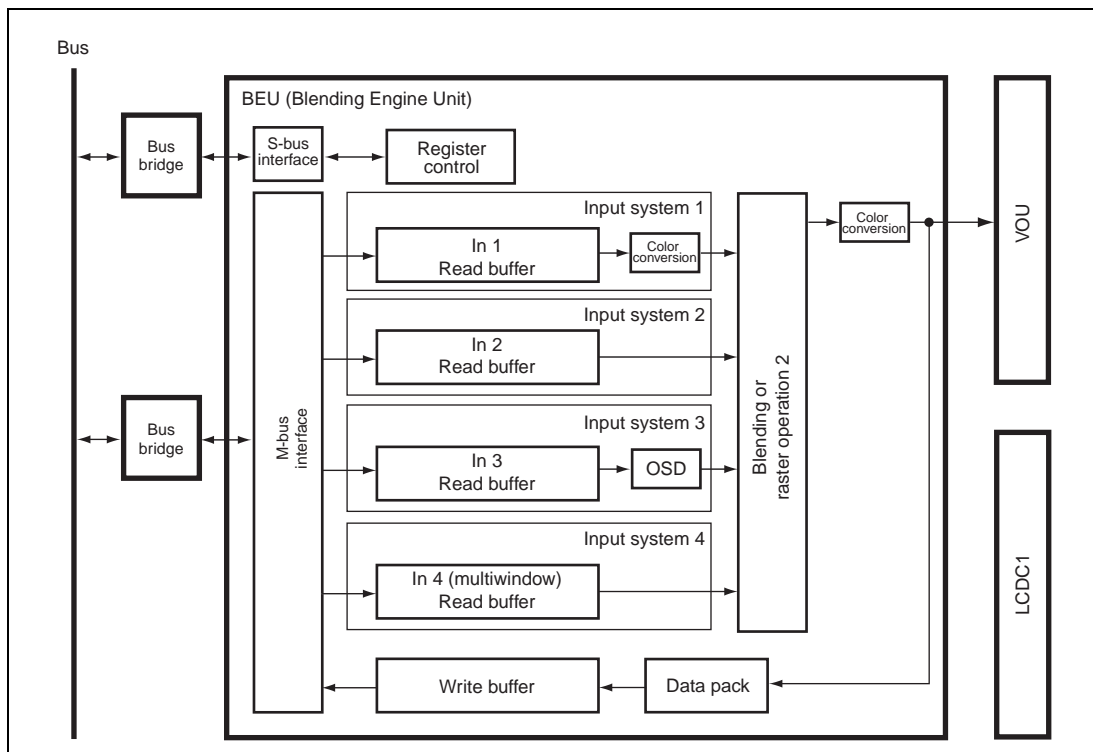 Bus
BEU (Blending Engine Unit)
Bus
bridge
S-bus
interface
Register
control
Input system 1
In 1
Read buffer
Color
conversion
Color
conversion
VOU
Input system 2
In 2
Read buffer
Blending or
raster operation 2
M-bus
interface
Bus
bridge
Input system 3
In 3
Read buffer
OSD
Input system 4
In 4 (multiwindow)
Read buffer
LCDC1
Write buffer
Data pack